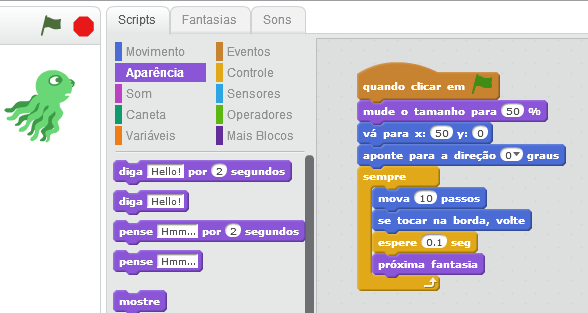 Scripts Fantasias Sons
Movimento Eventos
Aparência Controle
Som Sensores
Caneta Operadores
Variáveis Mais Blocos
diga Hello! por 2 segundos
diga Hello!
pense Hmm... por 2 segundos
pense Hmm...
mostre
quando clicar em
mude o tamanho para 50 %
vá para x: 50 y: 0
aponte para a direção 0 graus
sempre
mova 10 passos
se tocar na borda, volte
espere 0.1 seg
próxima fantasia